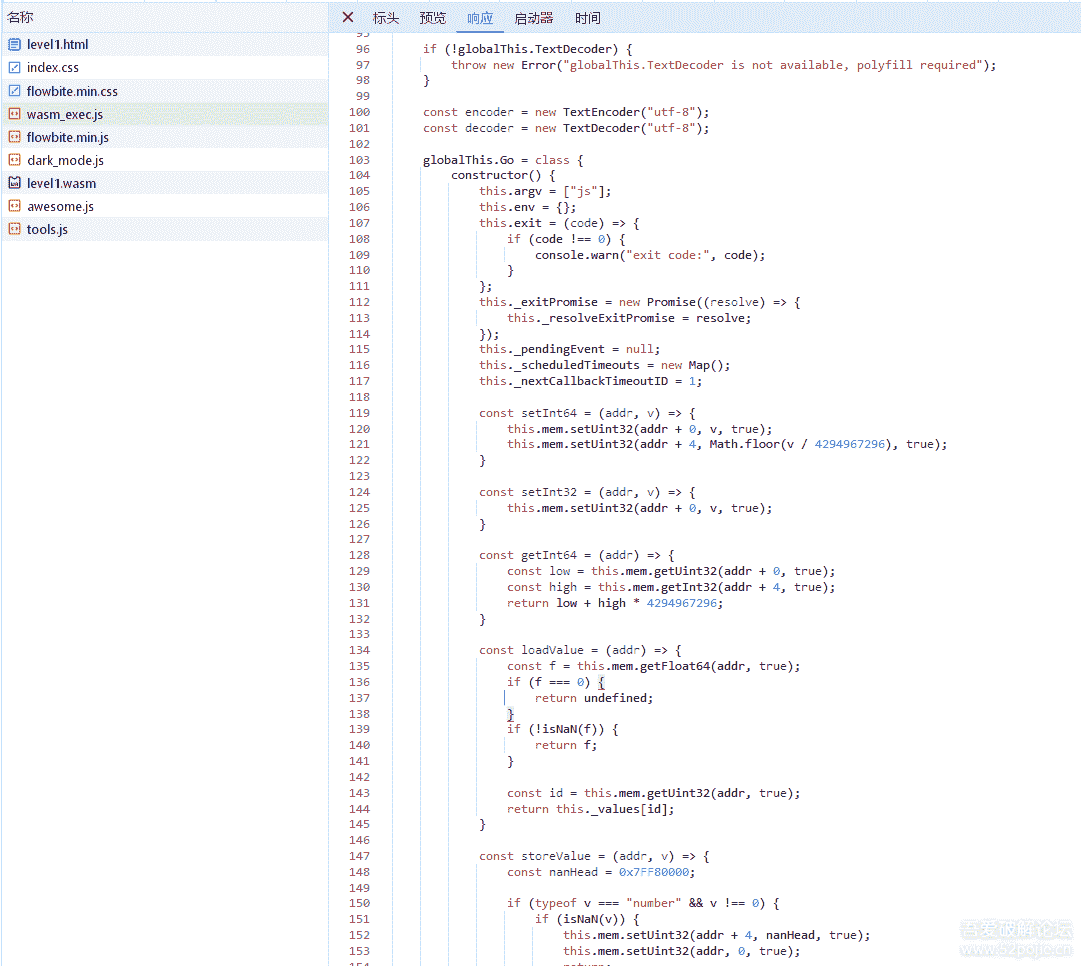 名称
level1.html
index.css
flowbite.min.css
wasm_exec.js
flowbite.min.js
dark_mode.js
level1.wasm
awesome.js
tools.js
标头 预览 响应 启动器 时间
95
96 if (!globalThis.TextDecoder) {
97 throw new Error("globalThis.TextDecoder is not available, polyfill required");
98 }
99
100 const encoder = new TextEncoder("utf-8");
101 const decoder = new TextDecoder("utf-8");
102
103 globalThis.Go = class {
104 constructor() {
105 this.argv = ["js"];
106 this.env = {};
107 this.exit = (code) => {
108 if (code !== 0) {
109 console.warn("exit code:", code);
110 }
111 };
112 this._exitPromise = new Promise((resolve) => {
113 this._resolveExitPromise = resolve;
114 });
115 this._pendingEvent = null;
116 this._scheduledTimeouts = new Map();
117 this._nextCallbackTimeoutID = 1;
118
119 const setInt64 = (addr, v) => {
120 this.mem.setUint32(addr + 0, v, true);
121 this.mem.setUint32(addr + 4, Math.floor(v / 4294967296), true);
122 }
123
124 const setInt32 = (addr, v) => {
125 this.mem.setUint32(addr + 0, v, true);
126 }
127
128 const getInt64 = (addr) => {
129 const low = this.mem.getUint32(addr + 0, true);
130 const high = this.mem.getInt32(addr + 4, true);
131 return low + high * 4294967296;
132 }
133
134 const loadValue = (addr) => {
135 const f = this.mem.getFloat64(addr, true);
136 if (f === 0) {
137 return undefined;
138 }
139 if (!isNaN(f)) {
140 return f;
141 }
142
143 const id = this.mem.getUint32(addr, true);
144 return this._values[id];
145 }
146
147 const storeValue = (addr, v) => {
148 const nanHead = 0x7FF80000;
149
150 if (typeof v === "number" && v !== 0) {
151 if (isNaN(v)) {
152 this.mem.setUint32(addr + 4, nanHead, true);
153 this.mem.setUint32(addr, 0, true);
吾爱破解论坛
www.52pojie.cn